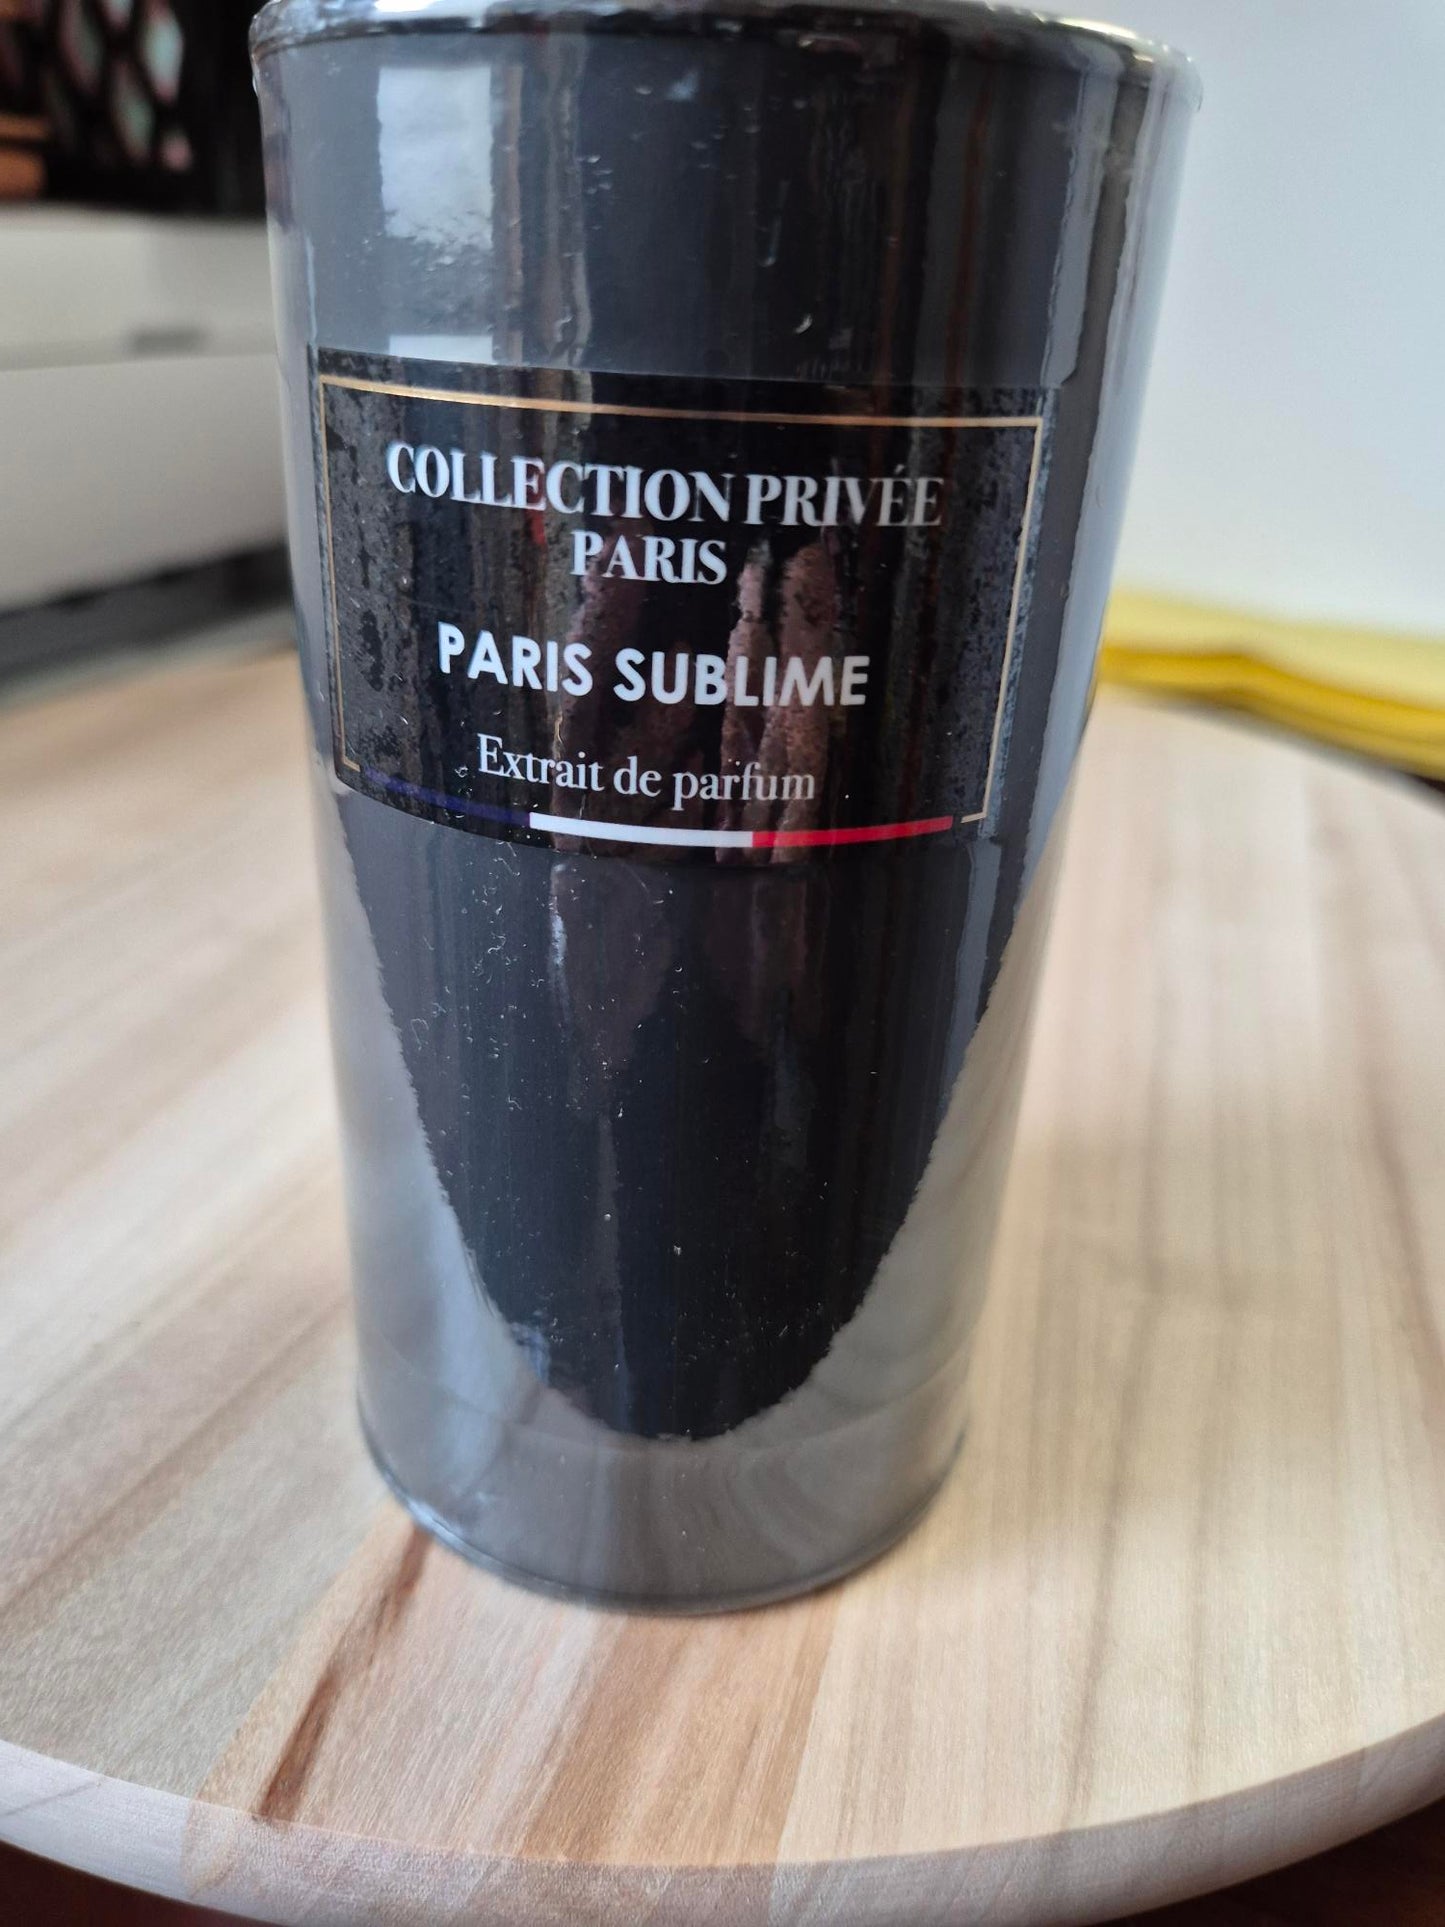 COLLECTION PRIVÉE
PARIS
PARIS SUBLIME
Extrait de parfum